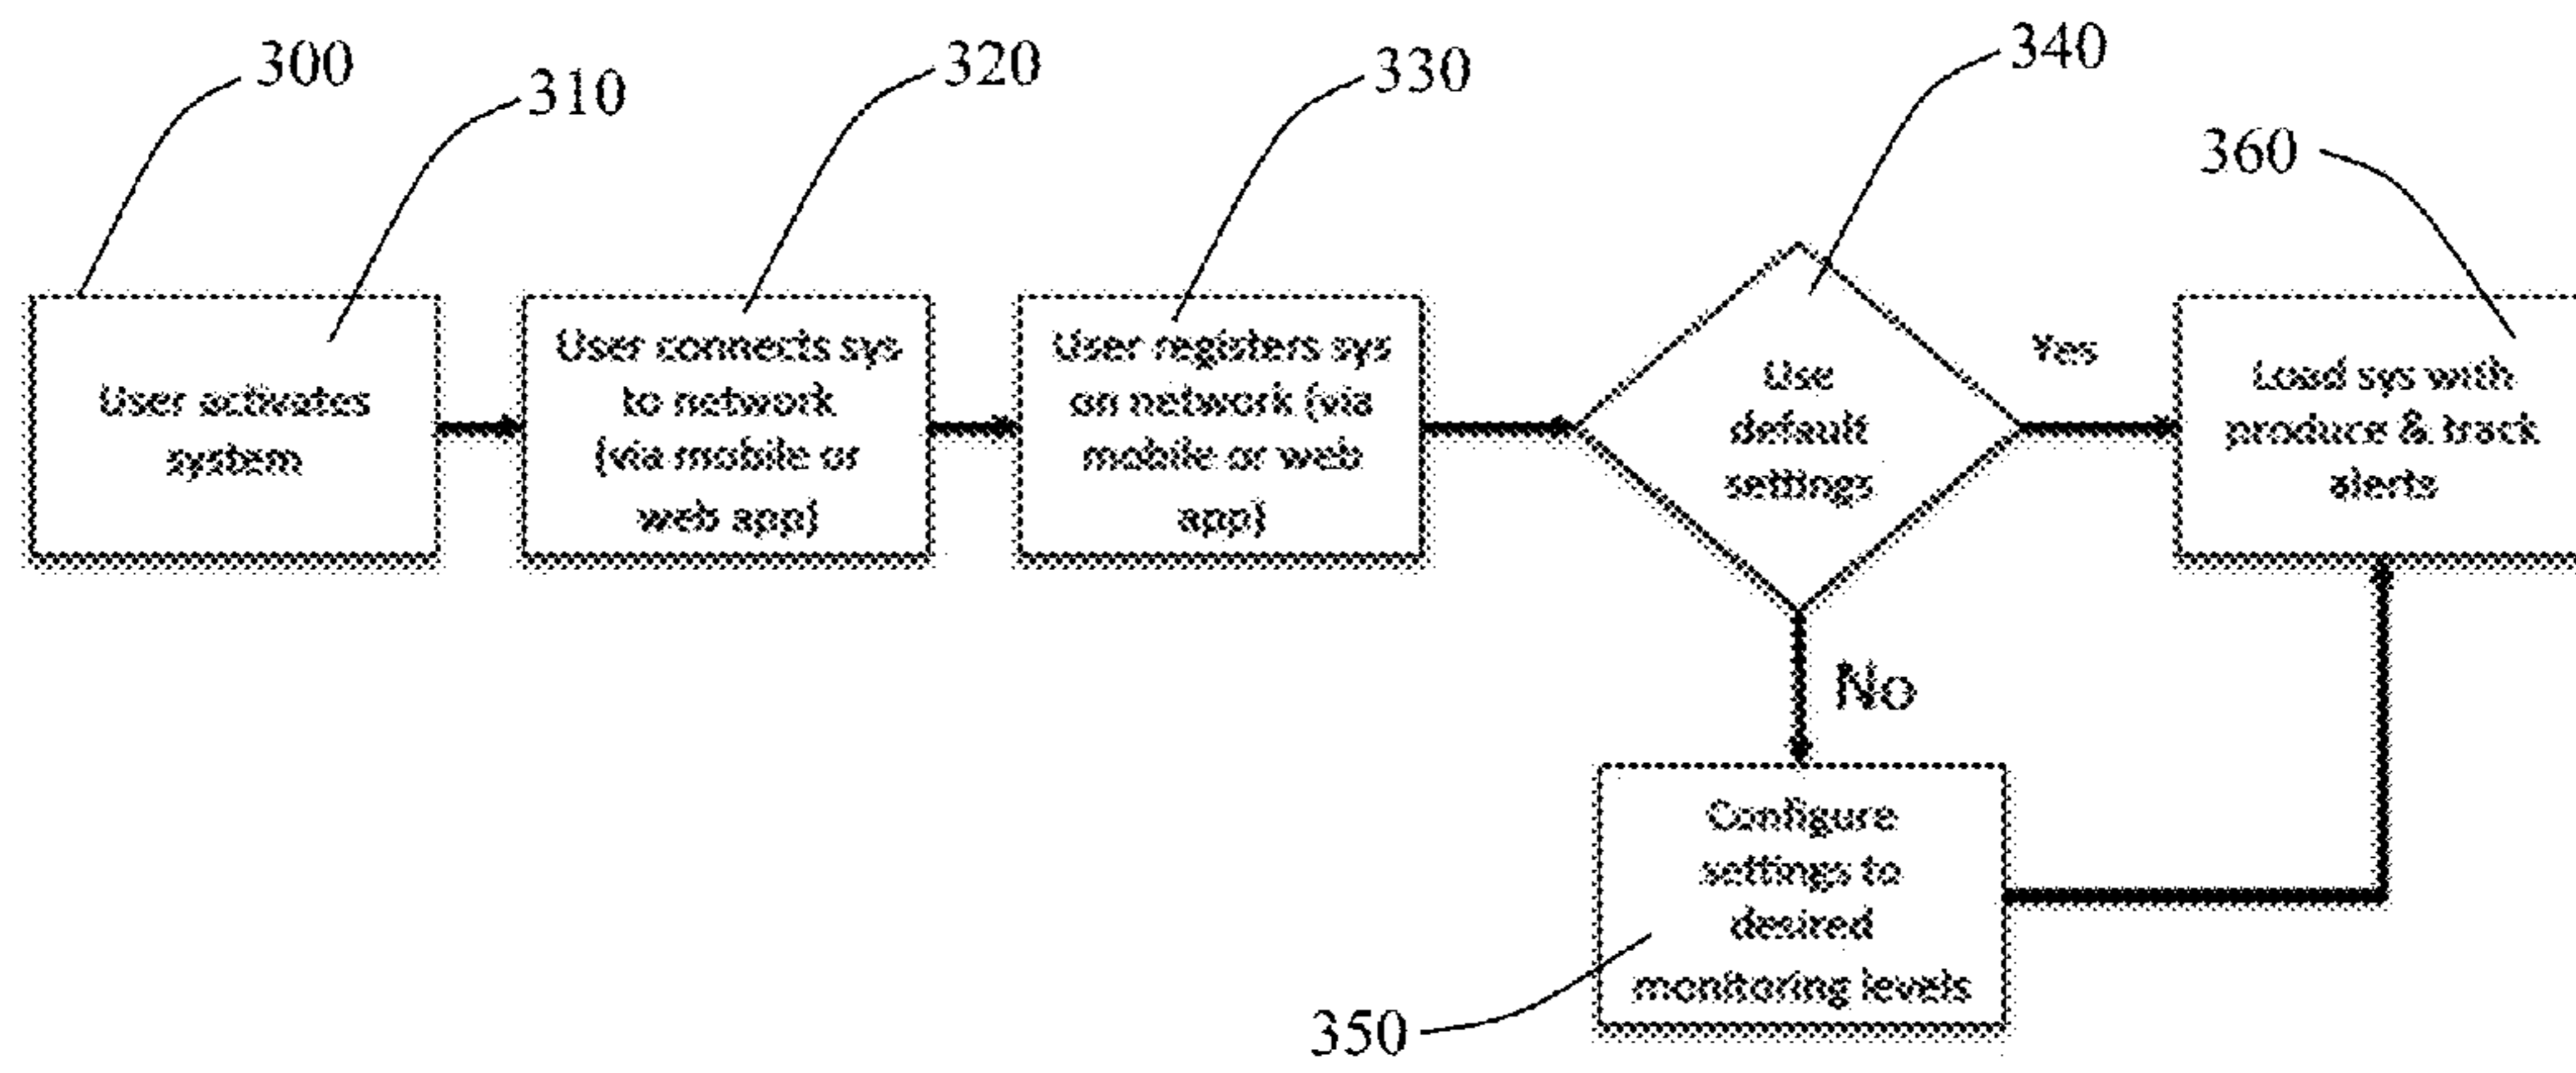 300
310
320
330
340
360
User activates
system
User connects sys
to network
(via mobile or
web app)
User registers sys
on network (via
mobile or web
app)
Use
default
settings
Yes
Load sys with
produce & track
alerts
No
Configure
settings to
desired
monitoring levels
350